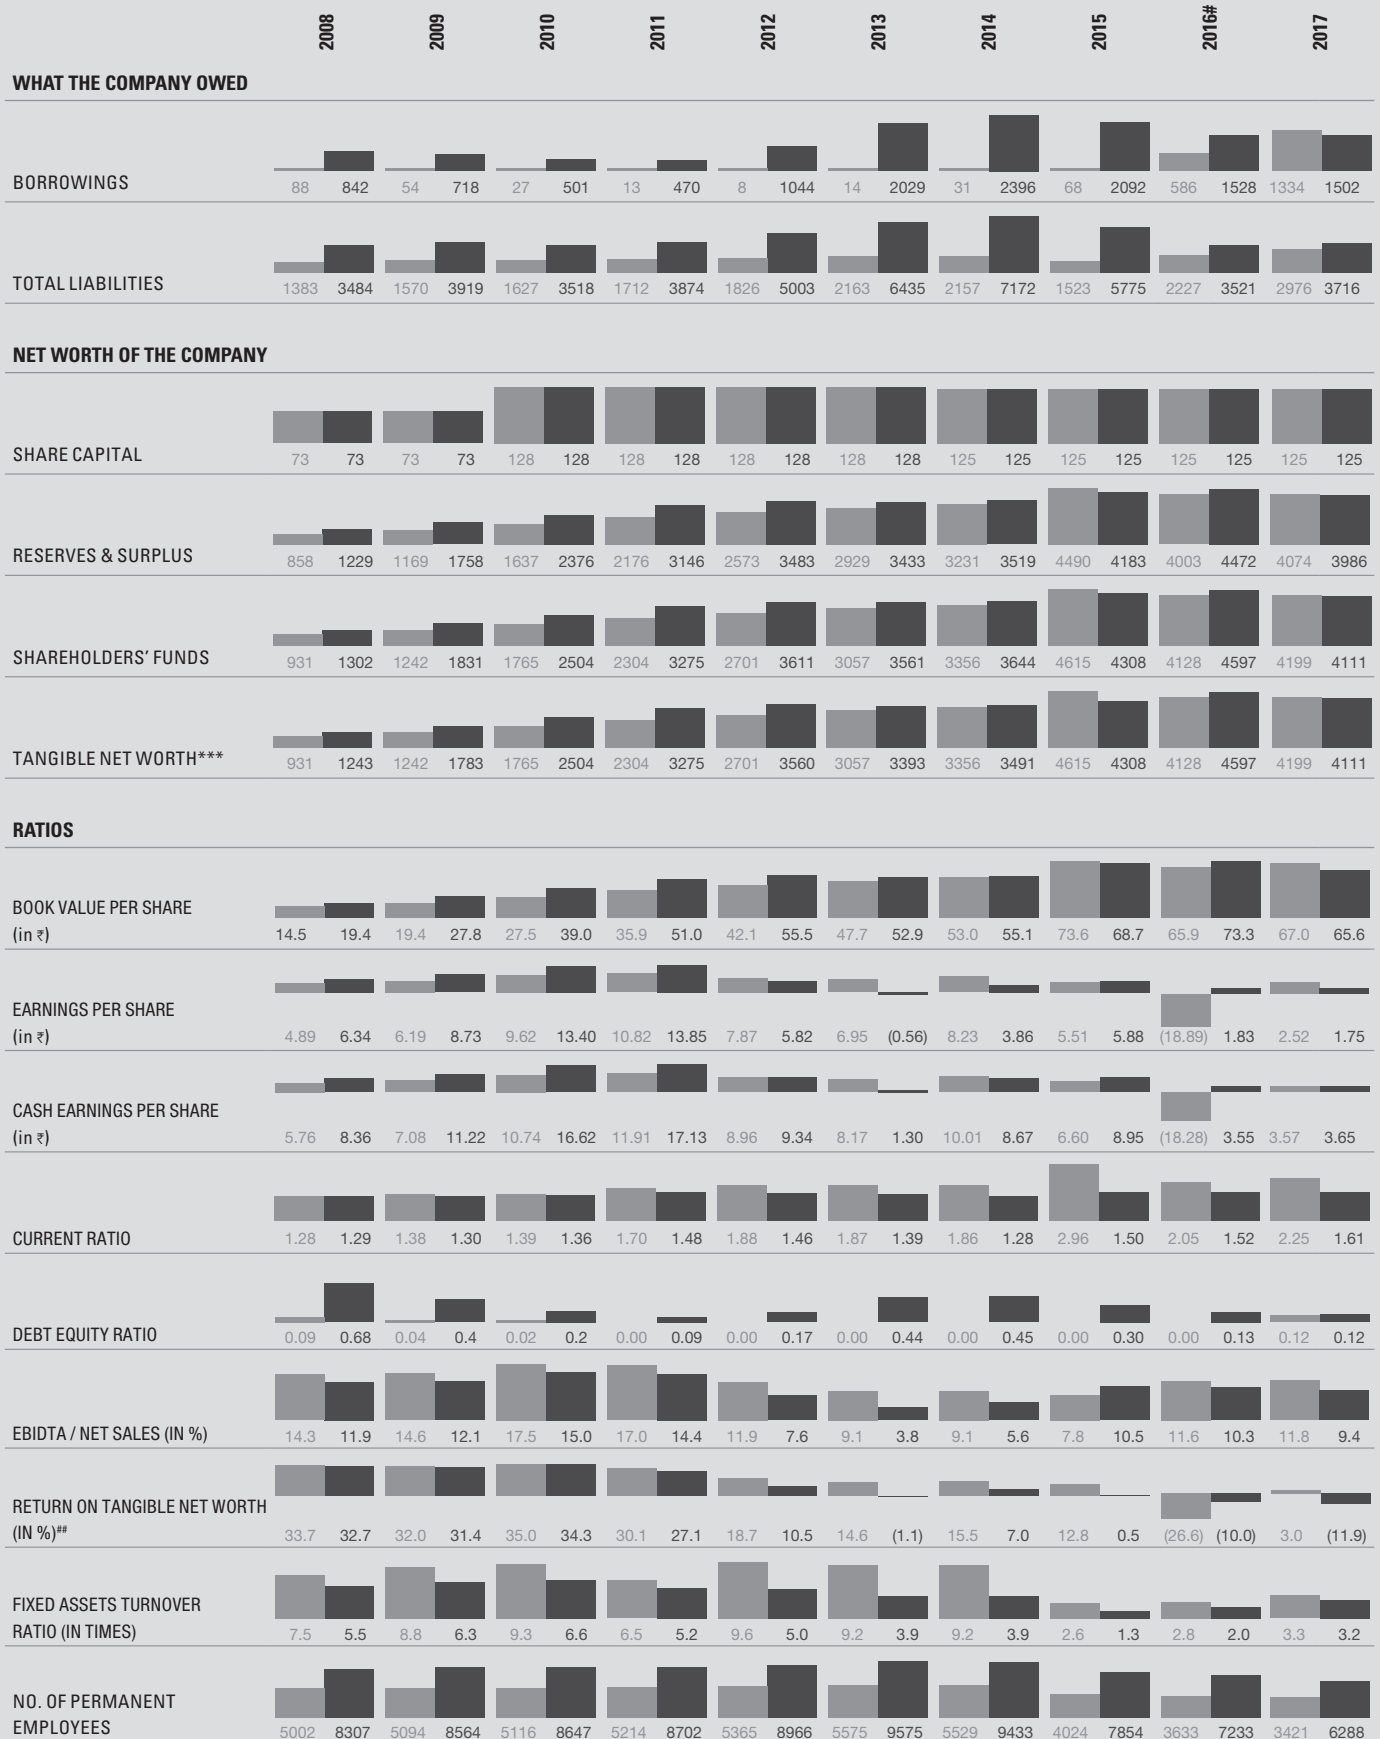 2008 2009 2010 2011 2012 2013 2014 2015 2016# 2017
WHAT THE COMPANY OWED
BORROWINGS 88 842 54 718 27 501 13 470 8 1044 14 2029 31 2396 68 2092 586 1528 1334 1502
TOTAL LIABILITIES 1383 3484 1570 3919 1627 3518 1712 3874 1826 5003 2163 6435 2157 7172 1523 5775 2227 3521 2976 3716
NET WORTH OF THE COMPANY
SHARE CAPITAL 73 73 73 73 128 128 128 128 128 128 128 128 125 125 125 125 125 125 125 125
RESERVES & SURPLUS 858 1229 1169 1758 1637 2376 2176 3146 2573 3483 2929 3433 3231 3519 4490 4183 4003 4472 4074 3986
SHAREHOLDERS' FUNDS 931 1302 1242 1831 1765 2504 2304 3275 2701 3611 3057 3561 3356 3644 4615 4308 4128 4597 4199 4111
TANGIBLE NET WORTH*** 931 1243 1242 1783 1765 2504 2304 3275 2701 3560 3057 3393 3356 3491 4615 4308 4128 4597 4199 4111
RATIOS
BOOK VALUE PER SHARE
(in ₹) 14.5 19.4 19.4 27.8 27.5 39.0 35.9 51.0 42.1 55.5 47.7 52.9 53.0 55.1 73.6 68.7 65.9 73.3 67.0 65.6
EARNINGS PER SHARE
(in ₹) 4.89 6.34 6.19 8.73 9.62 13.40 10.82 13.85 7.87 5.82 6.95 (0.56) 8.23 3.86 5.51 5.88 (18.89) 1.83 2.52 1.75
CASH EARNINGS PER SHARE
(in ₹) 5.76 8.36 7.08 11.22 10.74 16.62 11.91 17.13 8.96 9.34 8.17 1.30 10.01 8.67 6.60 8.95 (18.28) 3.55 3.57 3.65
CURRENT RATIO 1.28 1.29 1.38 1.30 1.39 1.36 1.70 1.48 1.88 1.46 1.87 1.39 1.86 1.28 2.96 1.50 2.05 1.52 2.25 1.61
DEBT EQUITY RATIO 0.09 0.68 0.04 0.4 0.02 0.2 0.00 0.09 0.00 0.17 0.00 0.44 0.00 0.45 0.00 0.30 0.00 0.13 0.12 0.12
EBIDTA / NET SALES (IN %) 14.3 11.9 14.6 12.1 17.5 15.0 17.0 14.4 11.9 7.6 9.1 3.8 9.1 5.6 7.8 10.5 11.6 10.3 11.8 9.4
RETURN ON TANGIBLE NET WORTH
(IN %)## 33.7 32.7 32.0 31.4 35.0 34.3 30.1 27.1 18.7 10.5 14.6 (1.1) 15.5 7.0 12.8 0.5 (26.6) (10.0) 3.0 (11.9)
FIXED ASSETS TURNOVER
RATIO (IN TIMES) 7.5 5.5 8.8 6.3 9.3 6.6 6.5 5.2 9.6 5.0 9.2 3.9 9.2 3.9 2.6 1.3 2.8 2.0 3.3 3.2
NO. OF PERMANENT
EMPLOYEES 5002 8307 5094 8564 5116 8647 5214 8702 5365 8966 5575 9575 5529 9433 4024 7854 3633 7233 3421 6288